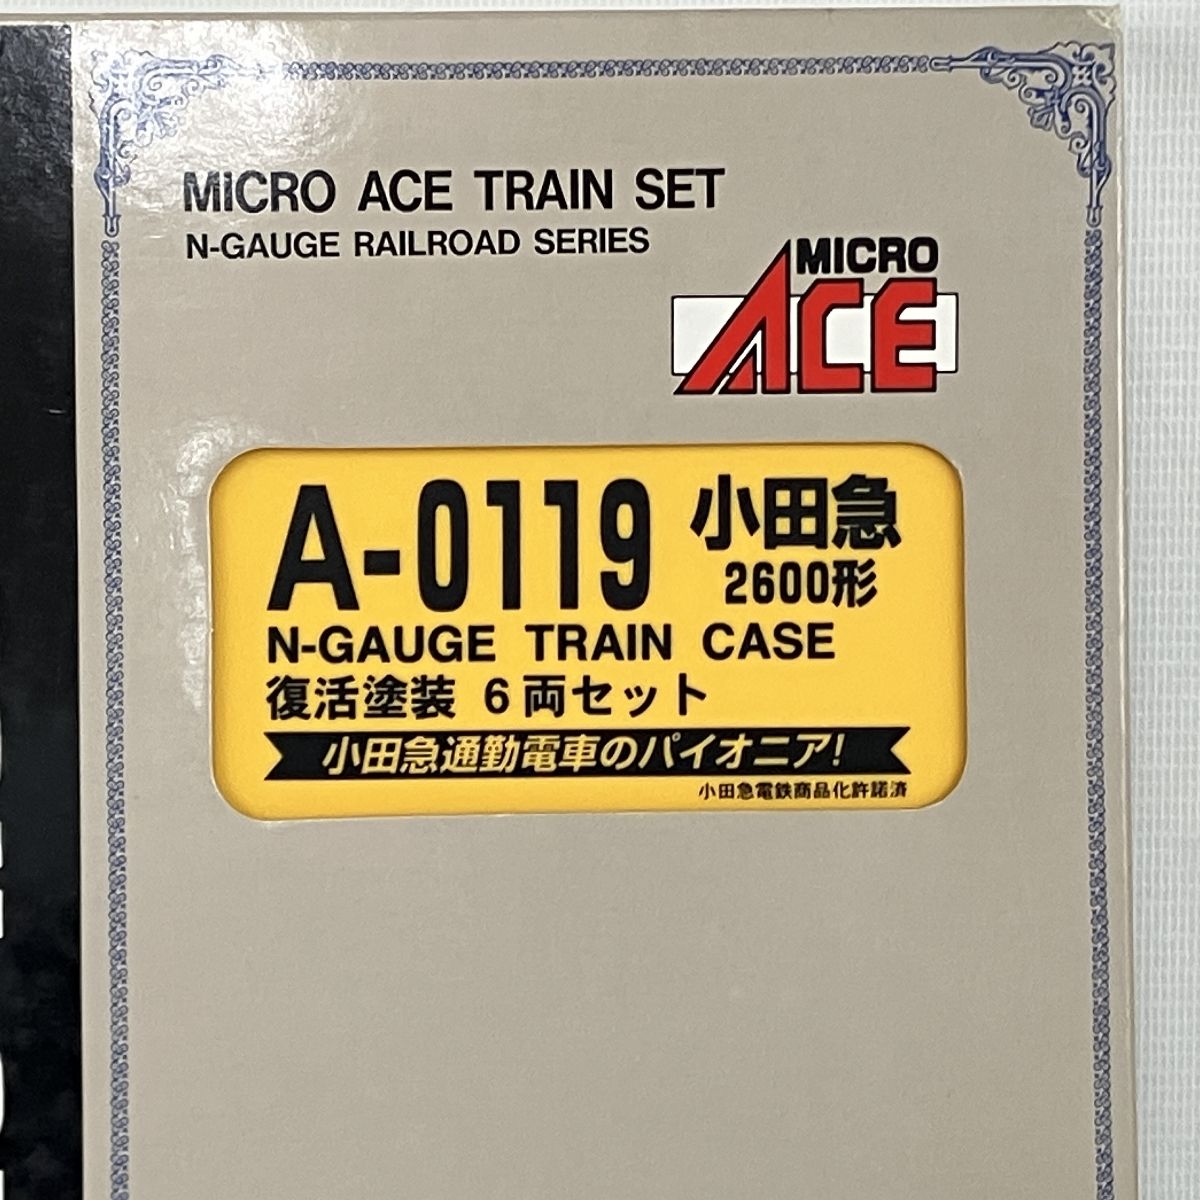 MICRO ACE TRAIN SET
N-GAUGE RAILROAD SERIES
MICRO
ACE
A-0119 小田急
2600形
N-GAUGE TRAIN CASE
復活塗装 6両セット
小田急通勤電車のパイオニア!
小田急電鉄商品化許諾済